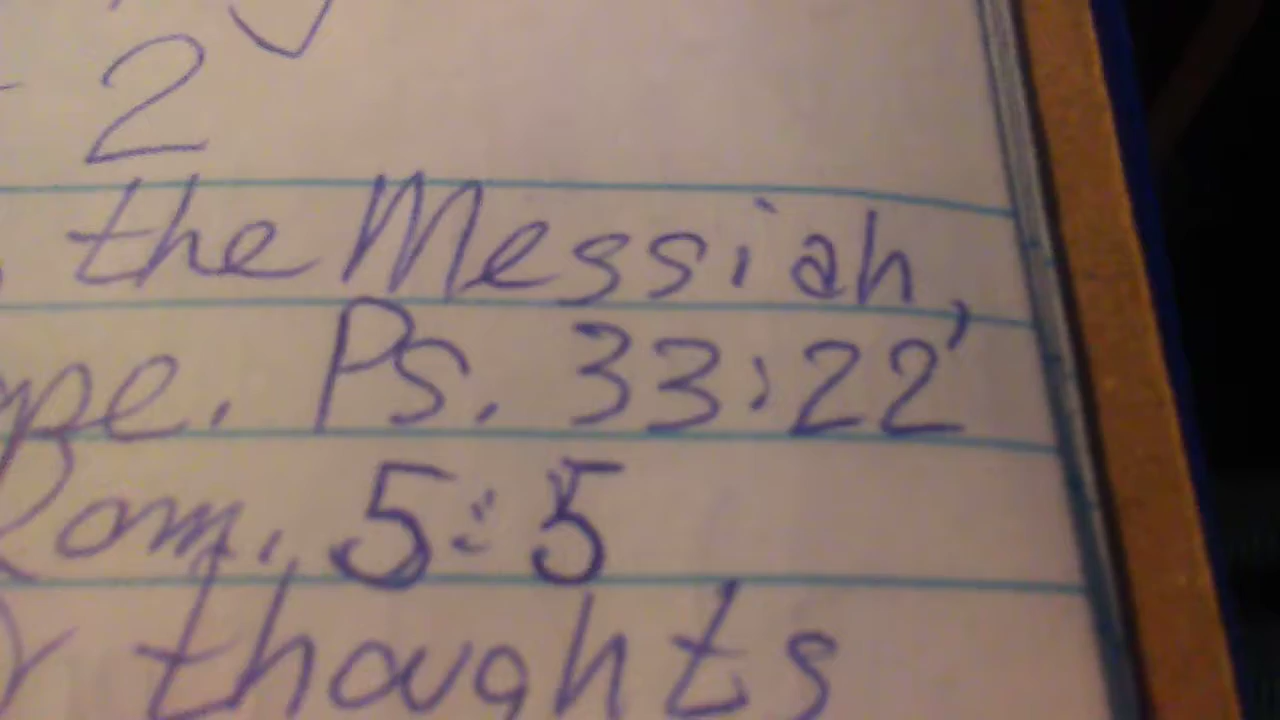 2
the Messiah,
Ps. 33:22
Rom. 5:5
thoughts